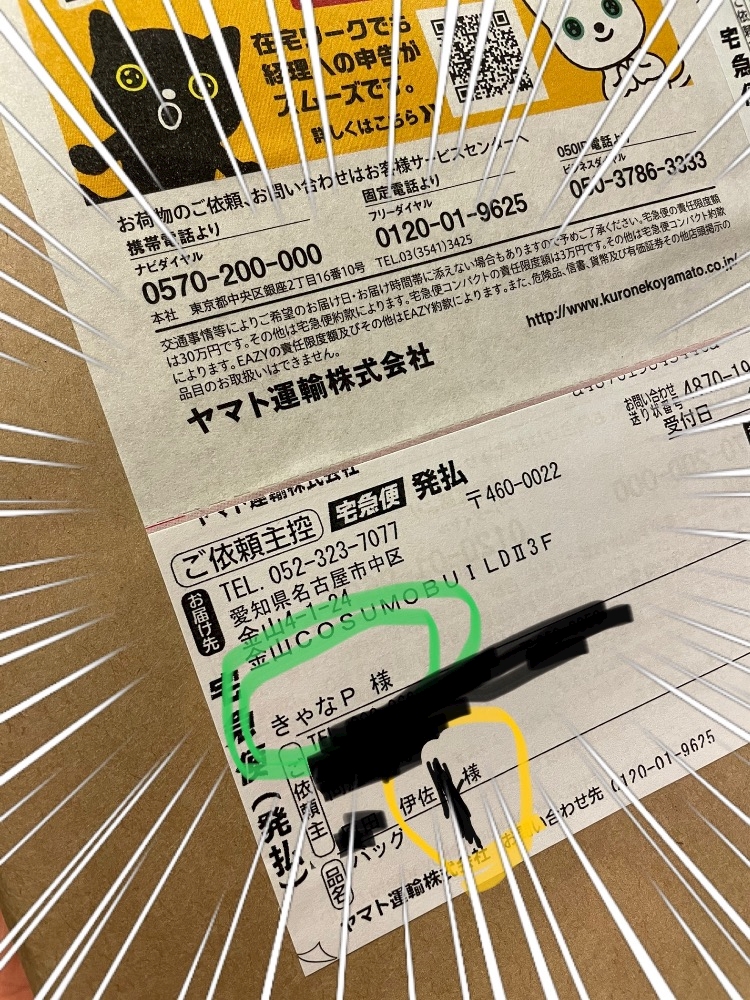 在宅ワークでも
経理への申告が
スムーズです。
詳しくはこちら
お荷物のご依頼、お問い合わせはお客様サービスセンターへ
携帯電話より
ナビダイヤル
0570-200-000
固定電話より
フリーダイヤル
0120-01-9625
050IP電話より
ビジネスダイヤル
050-3786-3333
本社 東京都中央区銀座2丁目16番10号 TEL.03(3541)3425
交通事情等によりご希望のお届け日・お届け時間帯に添えない場合もありますので予めご了承ください。宅急便の責任限度額
は30万円です。その他は宅急便約款によります。宅急便コンパクトの責任限度額は3万円です。その他は宅急便コンパクト約款
によります。EAZYの責任限度額及びその他はEAZY約款によります。また、危険品、信書、貨幣及び有価証券その他店頭掲示の
品目のお取扱いはできません。
http://www.kuronekoyamato.co.jp/
ヤマト運輸株式会社
お問い合わせ
送り状番号 4870-19
受付日
ヤマト運輸株式会社
ご依頼主控 宅急便 発払
お届け先
TEL. 052-323-7077 〒460-0022
愛知県名古屋市中区
金山4-1-24
金山COSUMOBUILDⅡ3F
きゃなP 様
ご依頼主
TEL
伊佐 様
品名
バッグ
(発払)
ヤマト運輸株式会社 お問い合わせ先 0120-01-9625